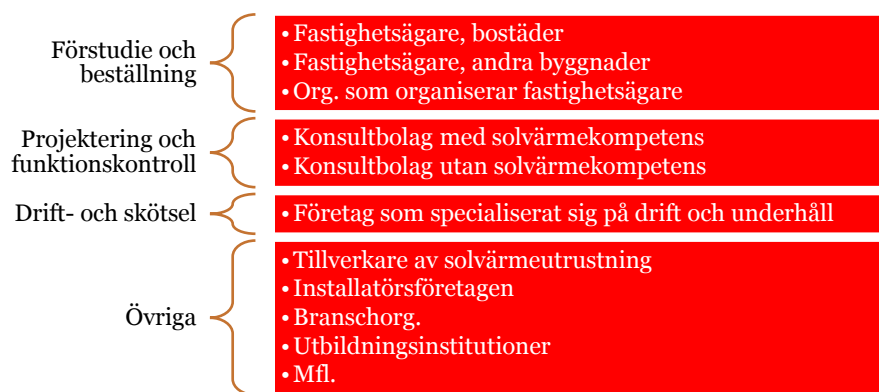 Förstudie och
beställning
• Fastighetsägare, bostäder
• Fastighetsägare, andra byggnader
• Org. som organiserar fastighetsägare
Projektering och
funktionskontroll
• Konsultbolag med solvärmekompetens
• Konsultbolag utan solvärmekompetens
Drift- och skötsel
• Företag som specialiserat sig på drift och underhåll
Övriga
• Tillverkare av solvärmeutrustning
• Installatörsföretagen
• Branschorg.
• Utbildningsinstitutioner
• Mfl.